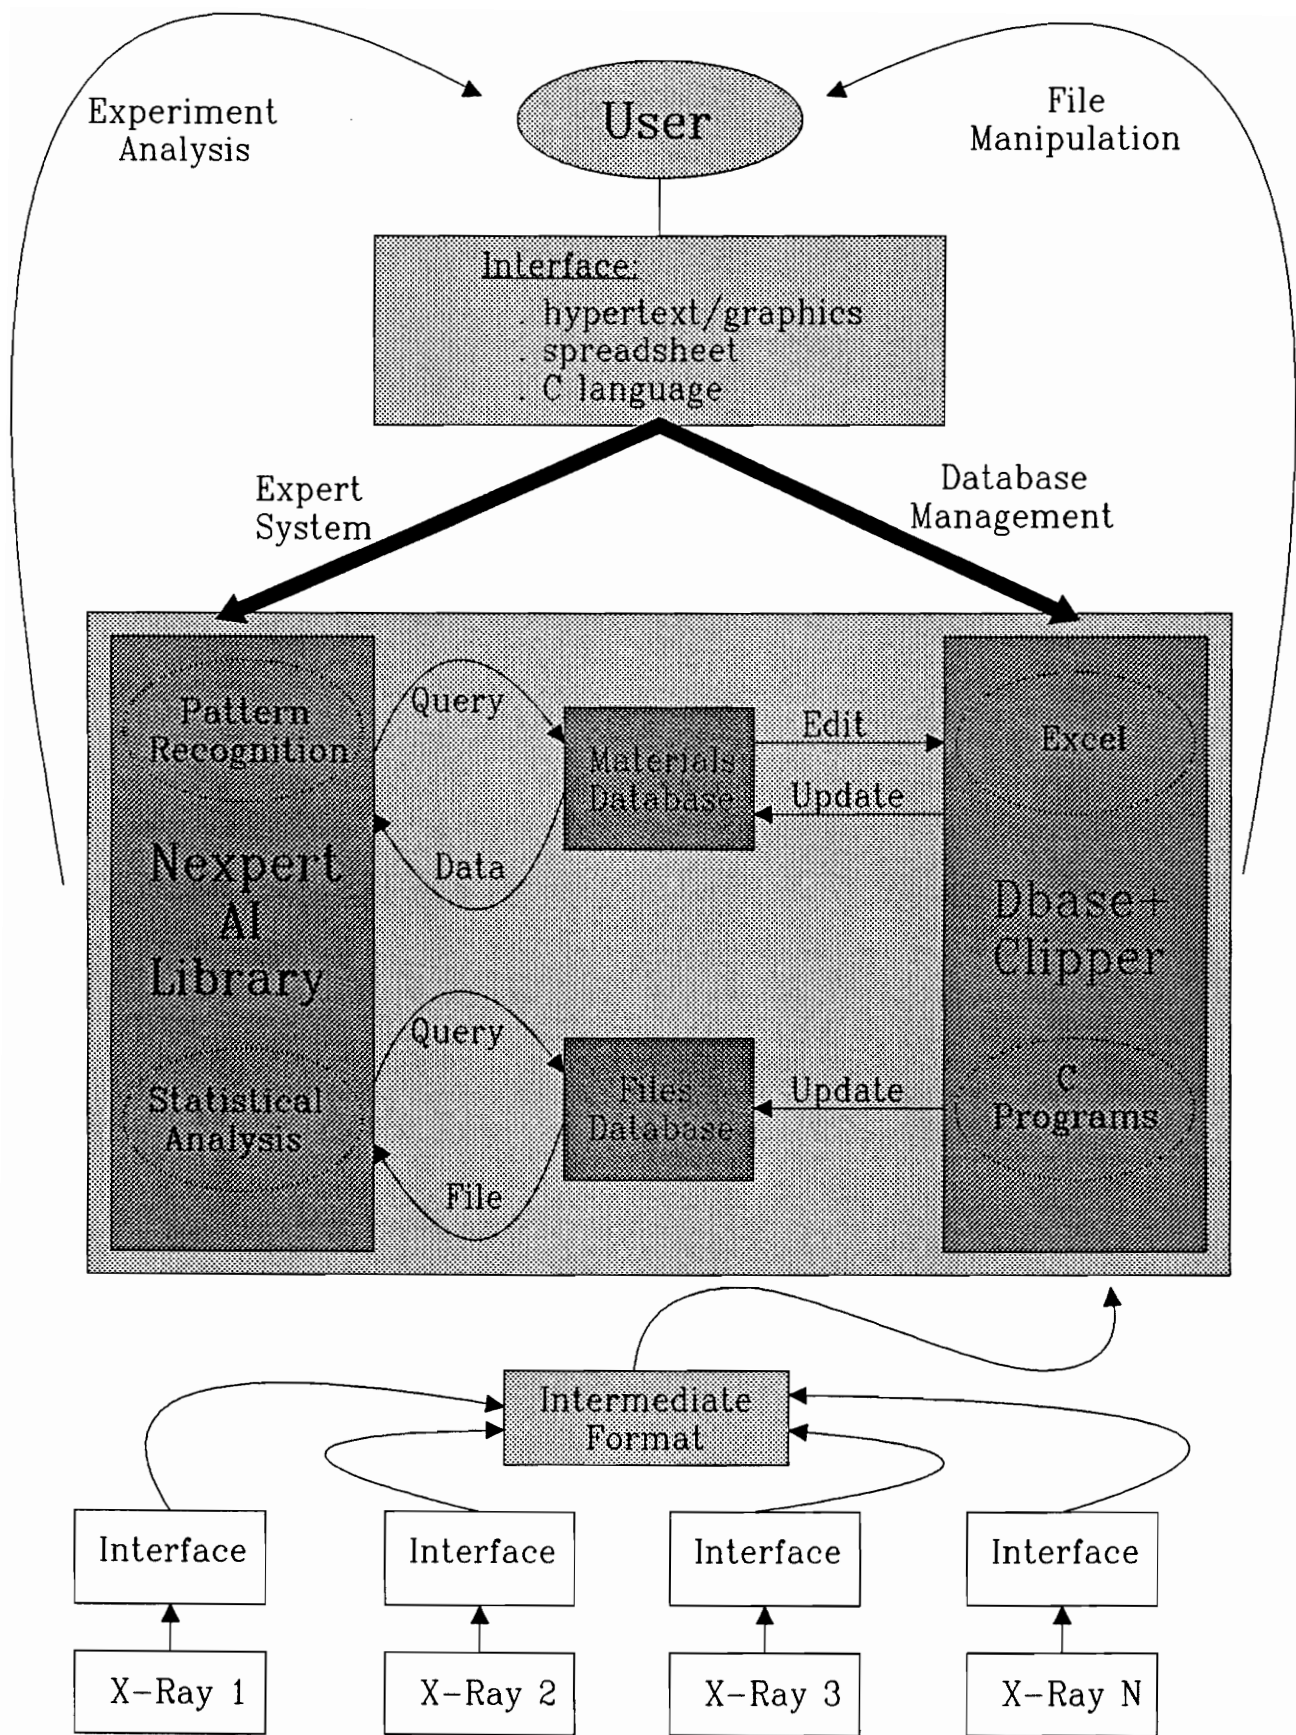 Experiment
Analysis
User
File
Manipulation
Interface:
. hypertext/graphics
. spreadsheet
. C language
Expert
System
Database
Management
Pattern
Recognition
Nexpert
AI
Library
Statistical
Analysis
Query
Data
Query
File
Materials
Database
Files
Database
Edit
Update
Update
Excel
Dbase+
Clipper
C
Programs
Intermediate
Format
Interface
Interface
Interface
Interface
X-Ray 1
X-Ray 2
X-Ray 3
X-Ray N